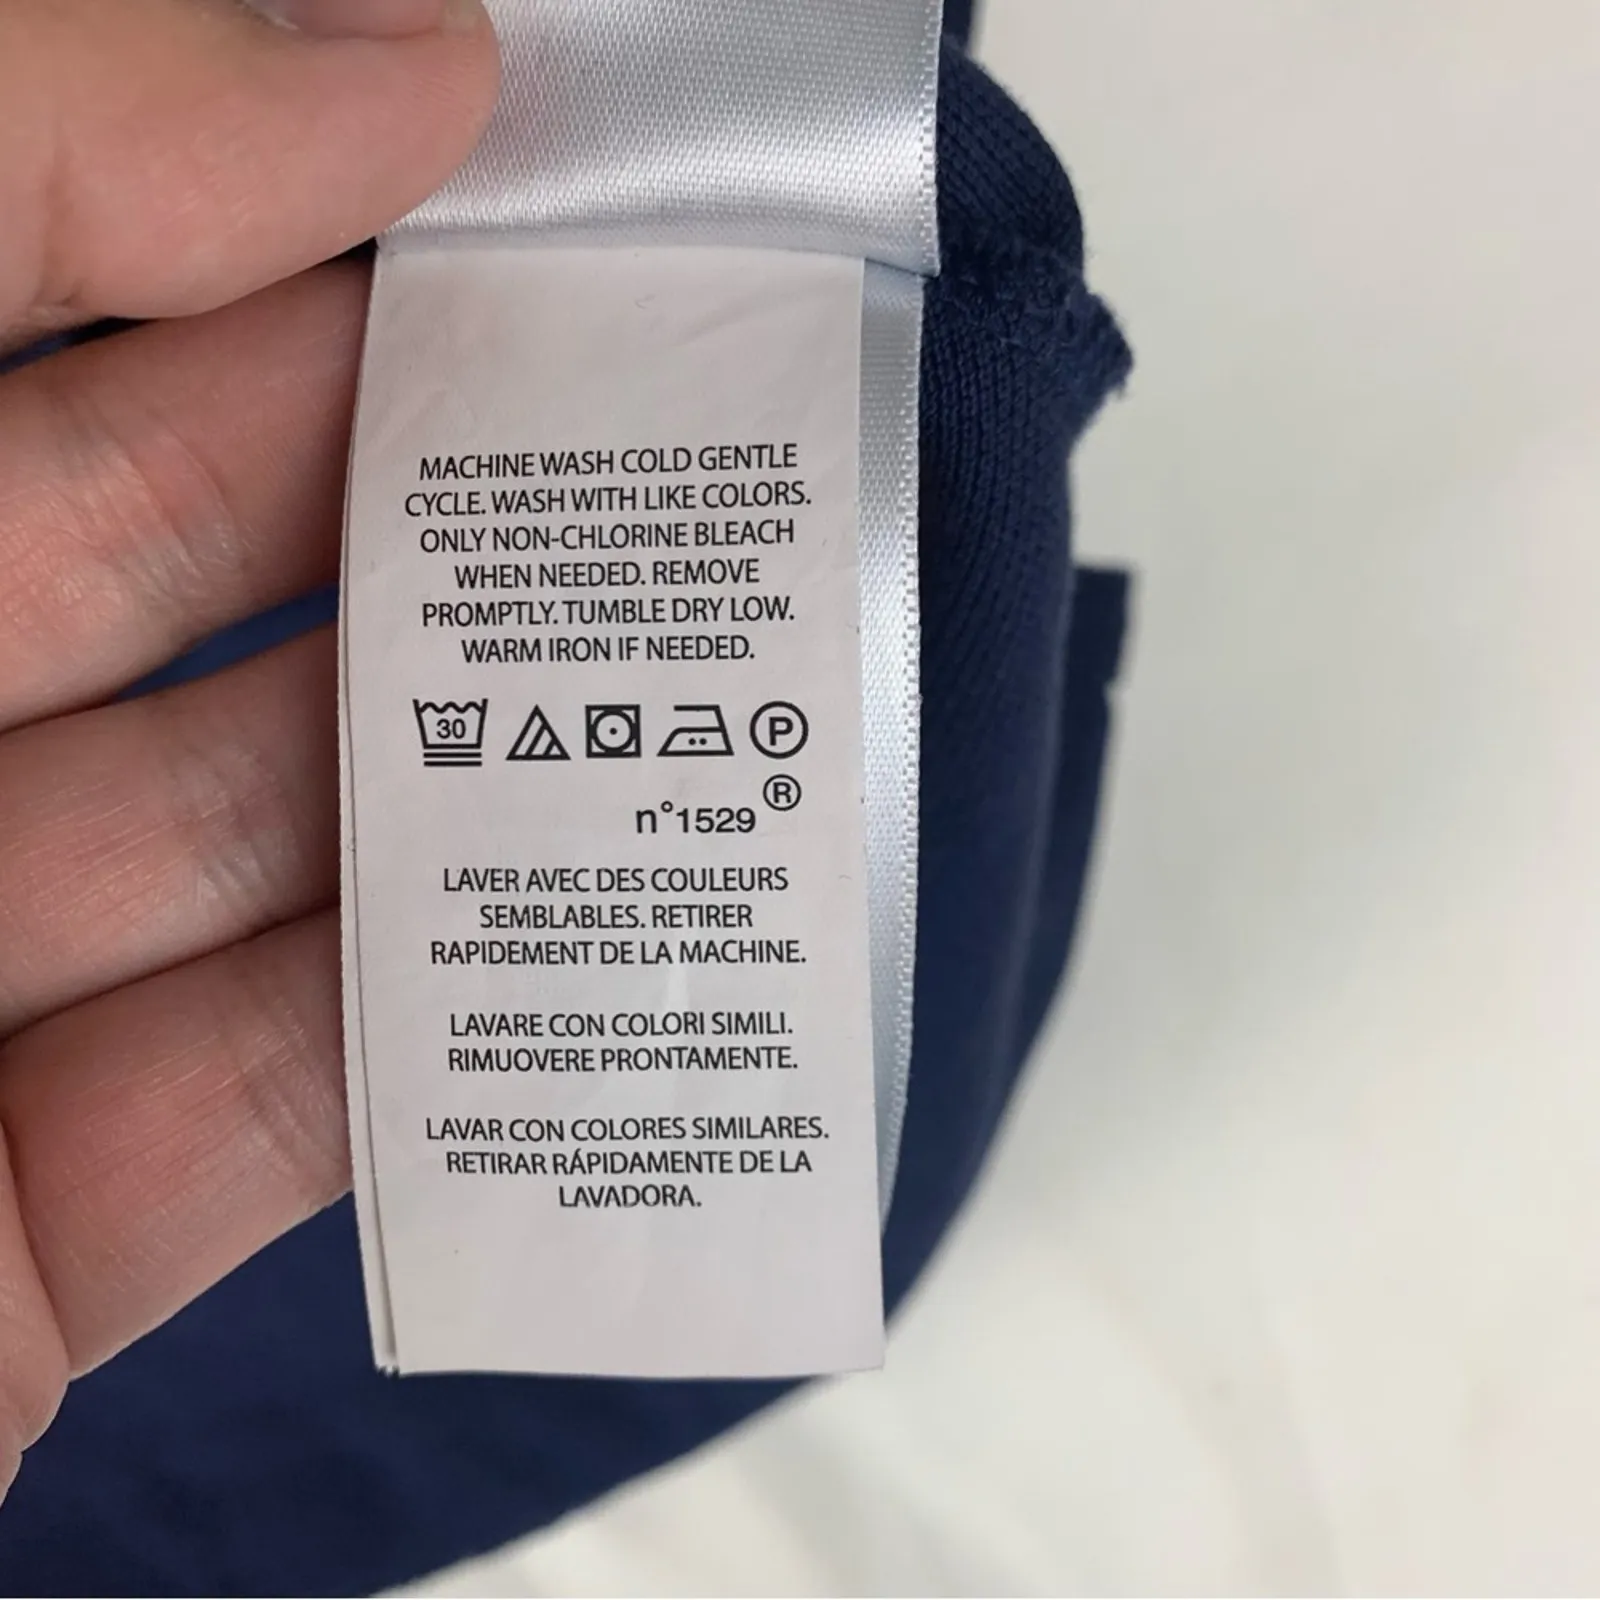 MACHINE WASH COLD GENTLE
CYCLE. WASH WITH LIKE COLORS.
ONLY NON-CHLORINE BLEACH
WHEN NEEDED. REMOVE
PROMPTLY. TUMBLE DRY LOW.
WARM IRON IF NEEDED.
30 P
n°1529 ®
LAVER AVEC DES COULEURS
SEMBLABLES. RETIRER
RAPIDEMENT DE LA MACHINE.
LAVARE CON COLORI SIMILI.
RIMUOVERE PRONTAMENTE.
LAVAR CON COLORES SIMILARES.
RETIRAR RÁPIDAMENTE DE LA
LAVADORA.